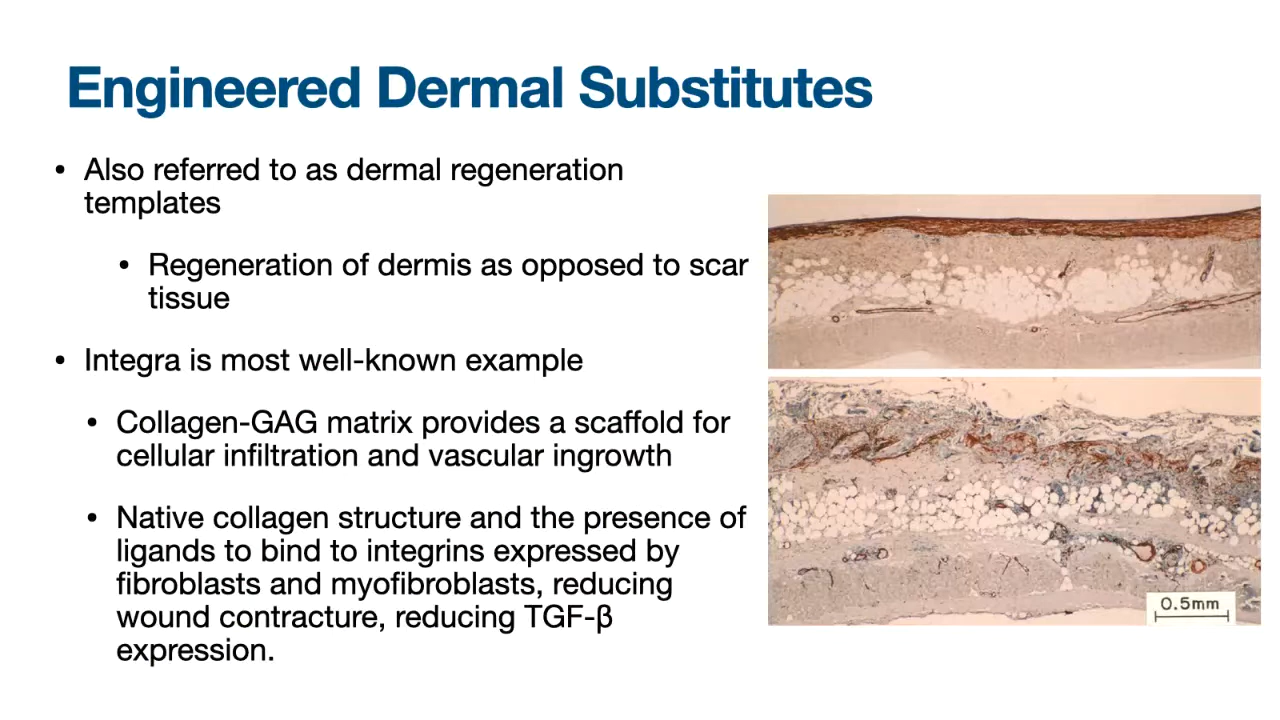 Engineered Dermal Substitutes
• Also referred to as dermal regeneration
templates
• Regeneration of dermis as opposed to scar
tissue
• Integra is most well-known example
• Collagen-GAG matrix provides a scaffold for
cellular infiltration and vascular ingrowth
• Native collagen structure and the presence of
ligands to bind to integrins expressed by
fibroblasts and myofibroblasts, reducing
wound contracture, reducing TGF-β
expression.
0.5mm